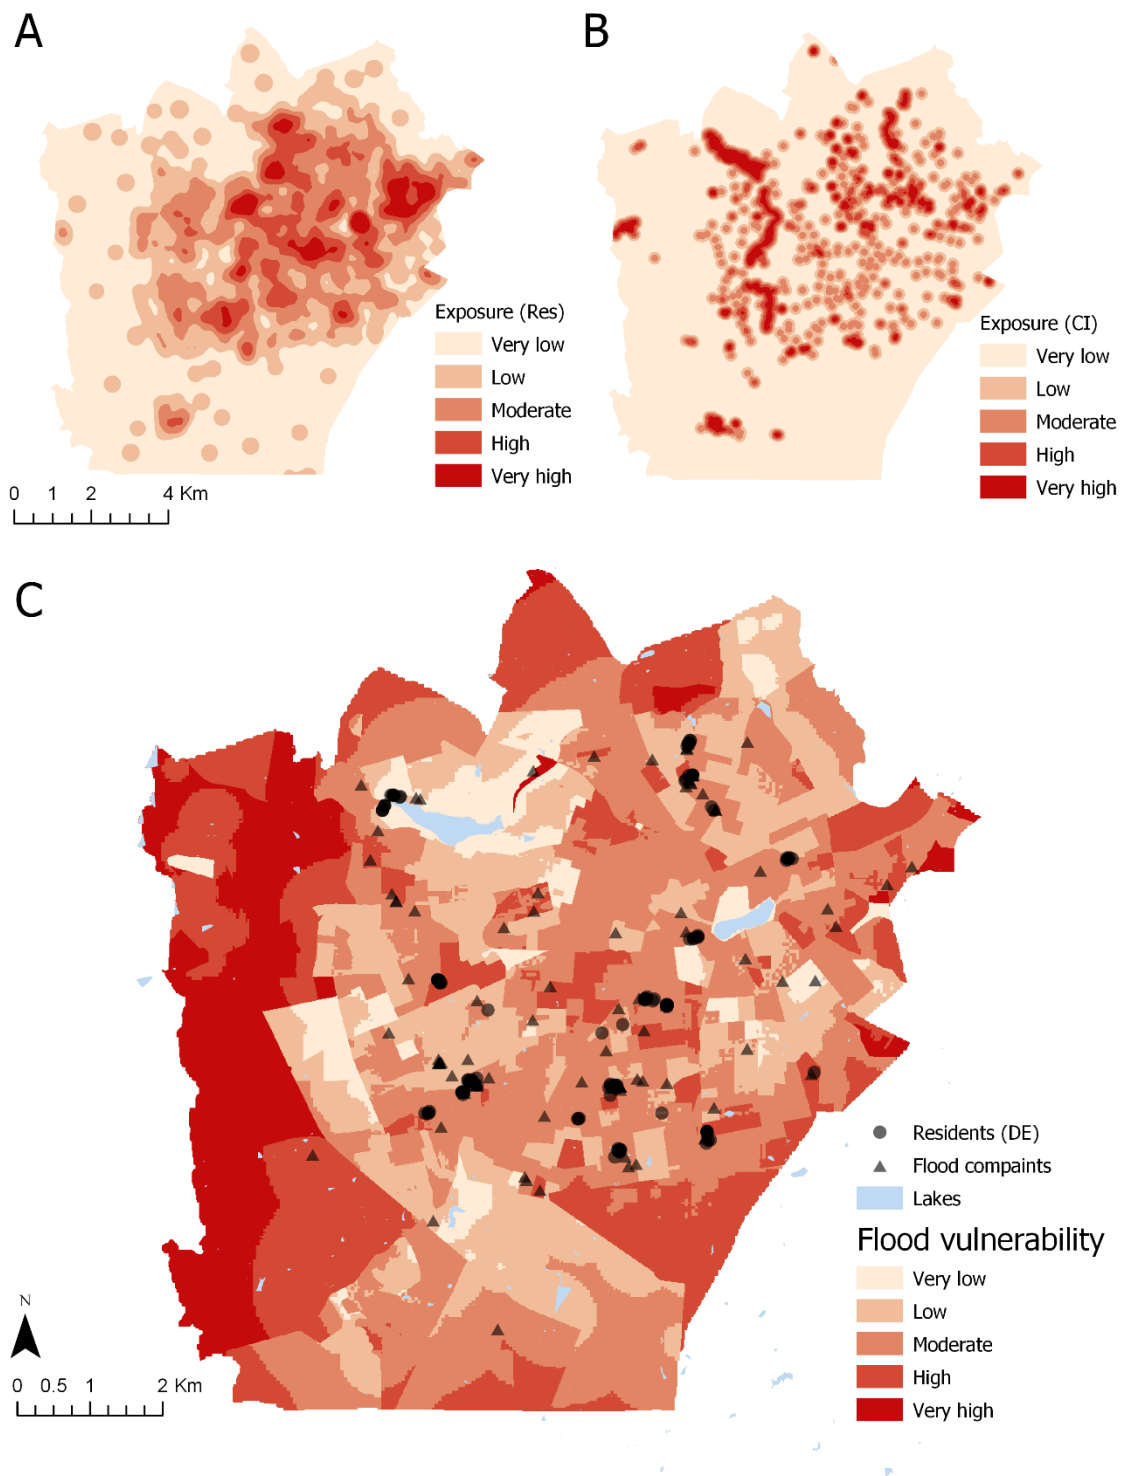 A
B
Exposure (Res)
Very low
Low
Moderate
High
Very high
0 1 2 4 Km
Exposure (CI)
Very low
Low
Moderate
High
Very high
C
Residents (DE)
Flood compaints
Lakes
Flood vulnerability
Very low
Low
Moderate
High
Very high
N
0 0.5 1 2 Km